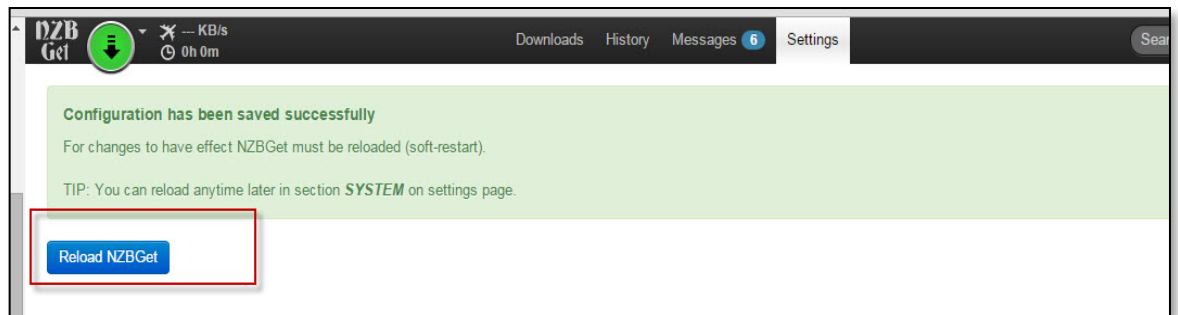 NZB
Get
--- KB/s
0h 0m
Downloads History Messages 6 Settings
Configuration has been saved successfully
For changes to have effect NZBGet must be reloaded (soft-restart).
TIP: You can reload anytime later in section SYSTEM on settings page.
Reload NZBGet